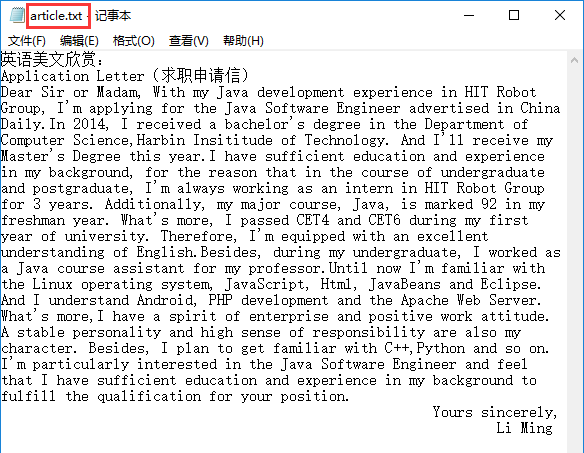 article.txt - 记事本
文件(F) 编辑(E) 格式(O) 查看(V) 帮助(H)
英语美文欣赏：
Application Letter（求职申请信）
Dear Sir or Madam, With my Java development experience in HIT Robot
Group, I'm applying for the Java Software Engineer advertised in China
Daily.In 2014, I received a bachelor's degree in the Department of
Computer Science,Harbin Insititude of Technology. And I'll receive my
Master's Degree this year.I have sufficient education and experience
in my background, for the reason that in the course of undergraduate
and postgraduate, I'm always working as an intern in HIT Robot Group
for 3 years. Additionally, my major course, Java, is marked 92 in my
freshman year. What's more, I passed CET4 and CET6 during my first
year of university. Therefore, I'm equipped with an excellent
understanding of English.Besides, during my undergraduate, I worked as
a Java course assistant for my professor.Until now I'm familiar with
the Linux operating system, JavaScript, Html, JavaBeans and Eclipse.
And I understand Android, PHP development and the Apache Web Server.
What's more,I have a spirit of enterprise and positive work attitude.
A stable personality and high sense of responsibility are also my
character. Besides, I plan to get familiar with C++,Python and so on.
I'm particularly interested in the Java Software Engineer and feel
that I have sufficient education and experience in my background to
fulfill the qualification for your position.
Yours sincerely,
Li Ming